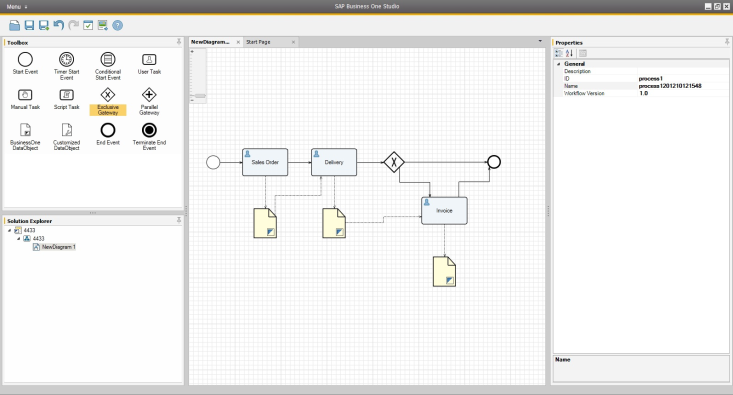 Menu
SAP Business One Studio
Toolbox
Start Event
Timer Start Event
Conditional Start Event
User Task
Manual Task
Script Task
Exclusive Gateway
Parallel Gateway
BusinessOne DataObject
Customized DataObject
End Event
Terminate End Event
Solution Explorer
4433
4433
NewDiagram 1
NewDiagram... ×
Start Page ×
Sales Order
Delivery
X
Invoice
Properties
General
Description
ID process1
Name process1201210121548
Workflow Version 1.0
Name